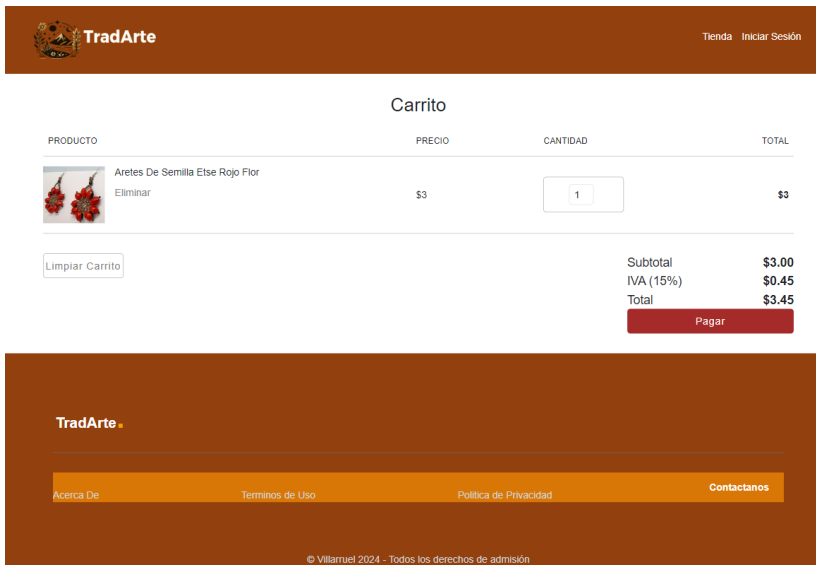 TradArte
Tienda Iniciar Sesión
Carrito
PRODUCTO PRECIO CANTIDAD TOTAL
Aretes De Semilla Etse Rojo Flor
Eliminar
$3 1 $3
Limpiar Carrito
Subtotal $3.00
IVA (15%) $0.45
Total $3.45
Pagar
TradArte.
Acerca De Terminos de Uso Política de Privacidad Contactanos
© Villarruel 2024 - Todos los derechos de admisión